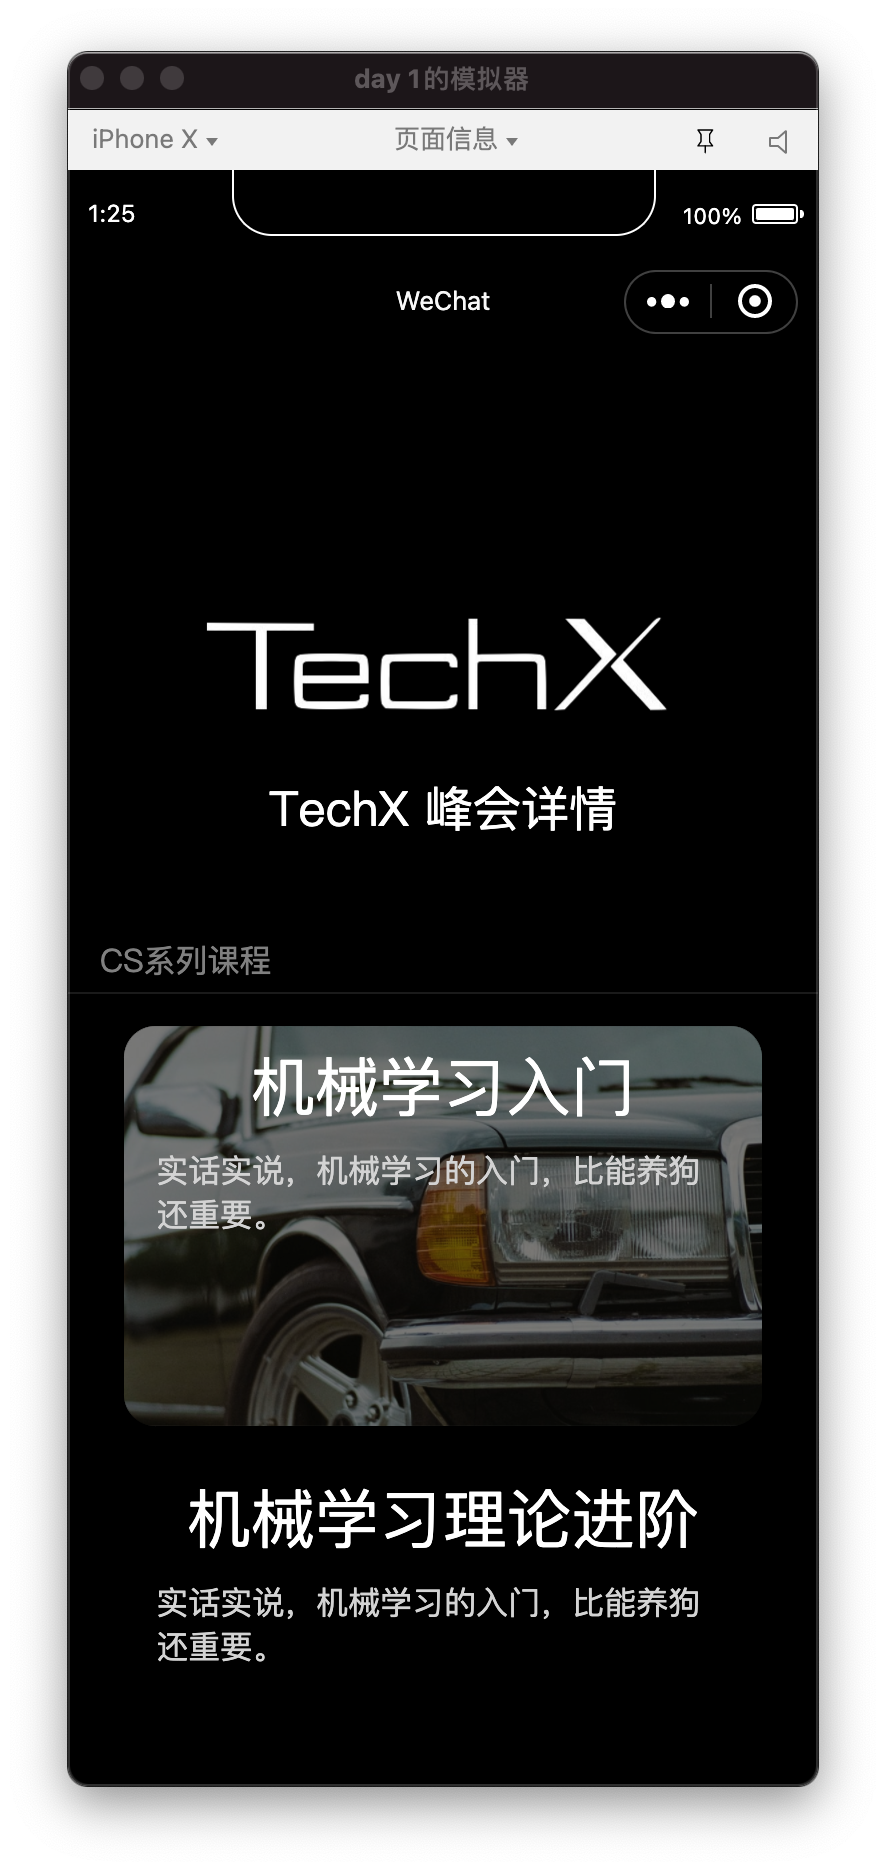 day 1的模拟器
iPhone X
页面信息
1:25
100%
WeChat
TechX
TechX 峰会详情
CS系列课程
机械学习入门
实话实说，机械学习的入门，比能养狗
还重要。
机械学习理论进阶
实话实说，机械学习的入门，比能养狗
还重要。